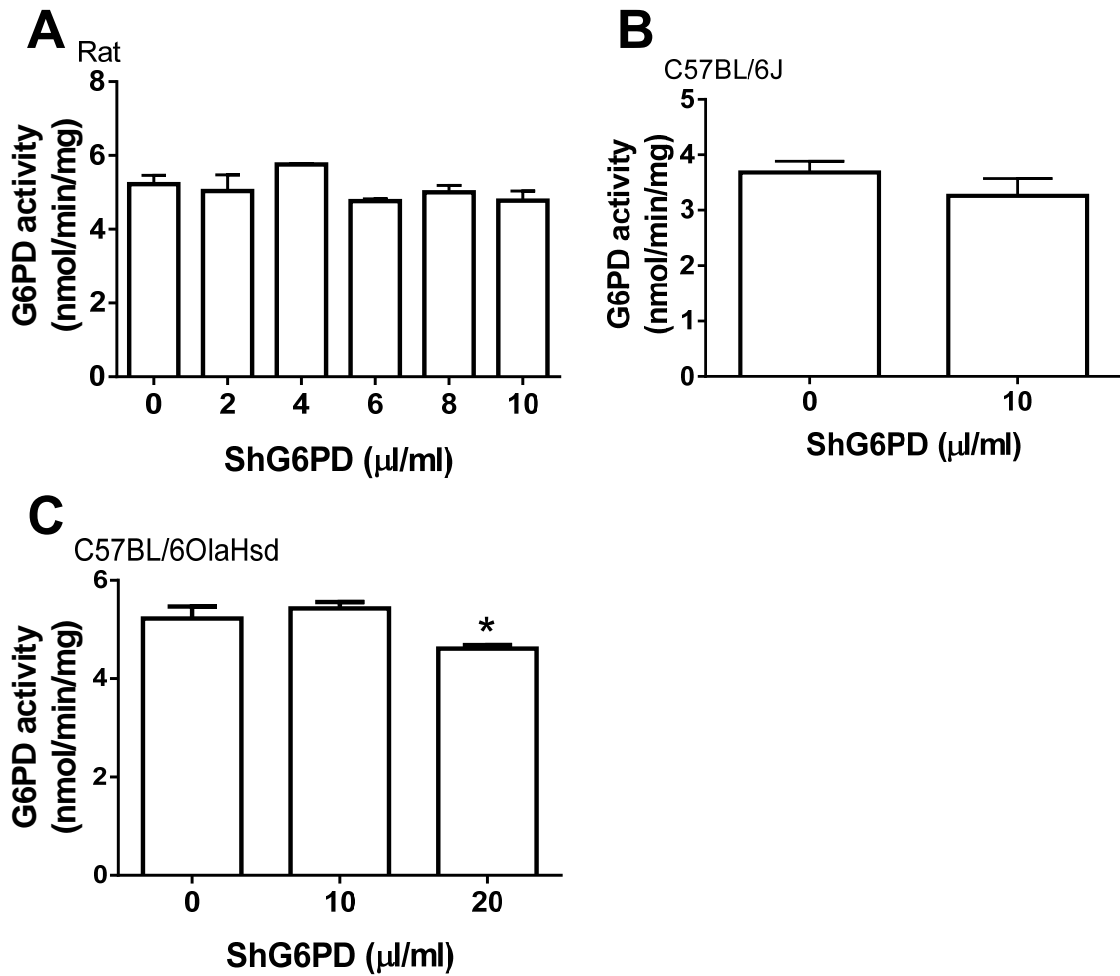 A
Rat
G6PD activity
(nmol/min/mg)
8
6
4
2
0
0 2 4 6 8 10
ShG6PD (μl/ml)
B
C57BL/6J
G6PD activity
(nmol/min/mg)
5
4
3
2
1
0
0 10
ShG6PD (μl/ml)
C
C57BL/6OlaHsd
G6PD activity
(nmol/min/mg)
6
4
2
0
*
0 10 20
ShG6PD (μl/ml)